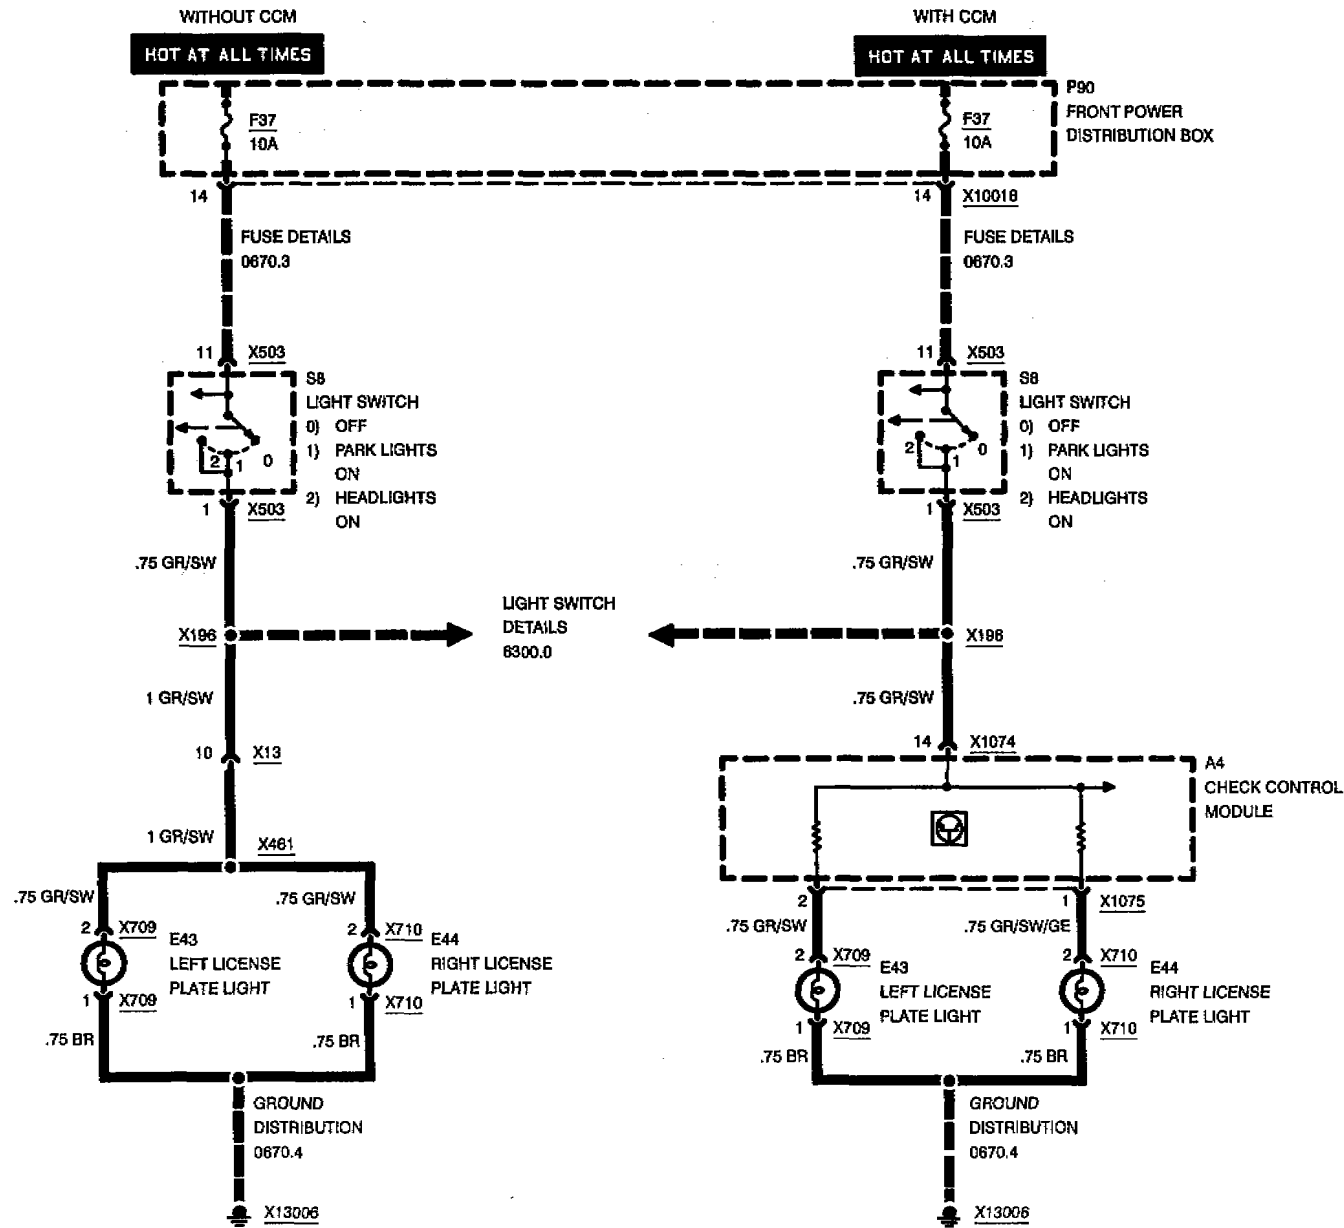 WITHOUT CCM
WITH CCM
HOT AT ALL TIMES
HOT AT ALL TIMES
P90
FRONT POWER
DISTRIBUTION BOX
F37
10A
F37
10A
14
14
X10018
FUSE DETAILS
0670.3
FUSE DETAILS
0670.3
11
X503
11
X503
S8
LIGHT SWITCH
0) OFF
1) PARK LIGHTS
ON
2) HEADLIGHTS
ON
2
1
0
S8
LIGHT SWITCH
0) OFF
1) PARK LIGHTS
ON
2) HEADLIGHTS
ON
2
1
0
1
X503
1
X503
.75 GR/SW
.75 GR/SW
LIGHT SWITCH
DETAILS
6300.0
X196
X196
1 GR/SW
.75 GR/SW
10
X13
14
X1074
A4
CHECK CONTROL
MODULE
1 GR/SW
X461
.75 GR/SW
.75 GR/SW
2
X709
E43
LEFT LICENSE
PLATE LIGHT
2
X710
E44
RIGHT LICENSE
PLATE LIGHT
1
X709
1
X710
.75 BR
.75 BR
2
1
X1075
.75 GR/SW
.75 GR/SW/GE
2
X709
E43
LEFT LICENSE
PLATE LIGHT
2
X710
E44
RIGHT LICENSE
PLATE LIGHT
1
X709
1
X710
.75 BR
.75 BR
GROUND
DISTRIBUTION
0670.4
GROUND
DISTRIBUTION
0670.4
X13006
X13006